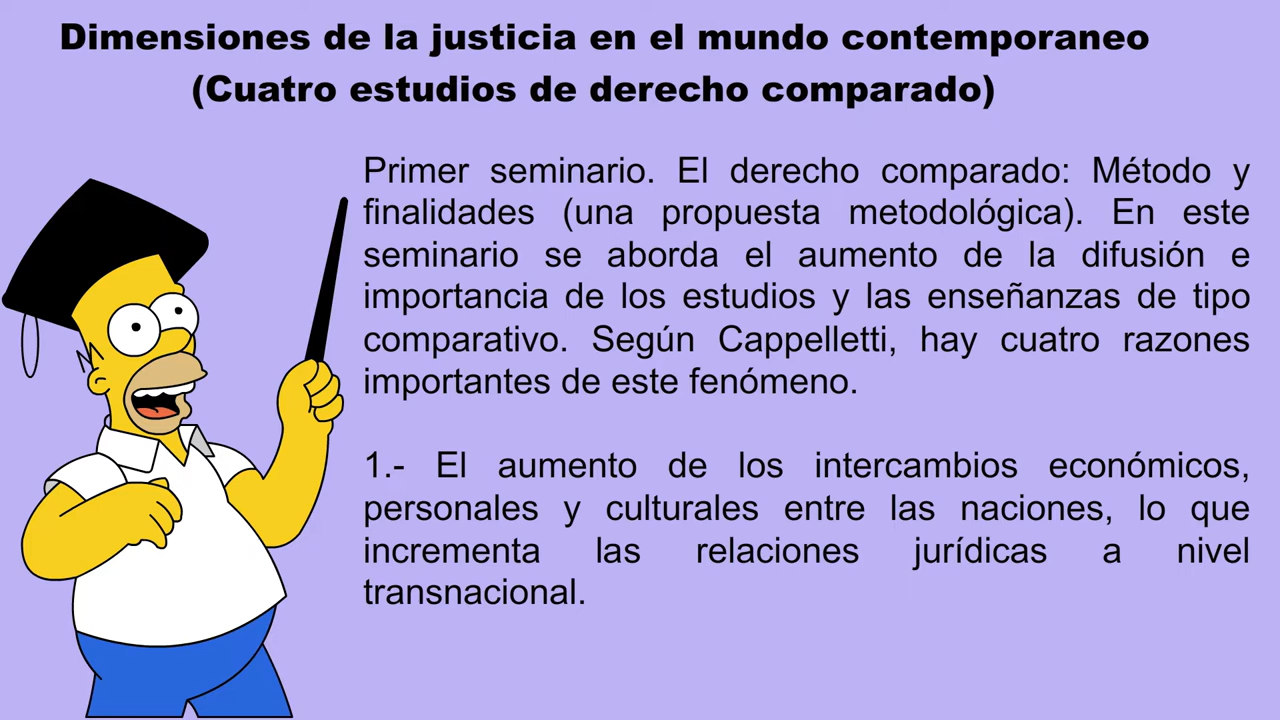 Dimensiones de la justicia en el mundo contemporaneo
(Cuatro estudios de derecho comparado)
Primer seminario. El derecho comparado: Método y
finalidades (una propuesta metodológica). En este
seminario se aborda el aumento de la difusión e
importancia de los estudios y las enseñanzas de tipo
comparativo. Según Cappelletti, hay cuatro razones
importantes de este fenómeno.
1.- El aumento de los intercambios económicos,
personales y culturales entre las naciones, lo que
incrementa las relaciones jurídicas a nivel
transnacional.